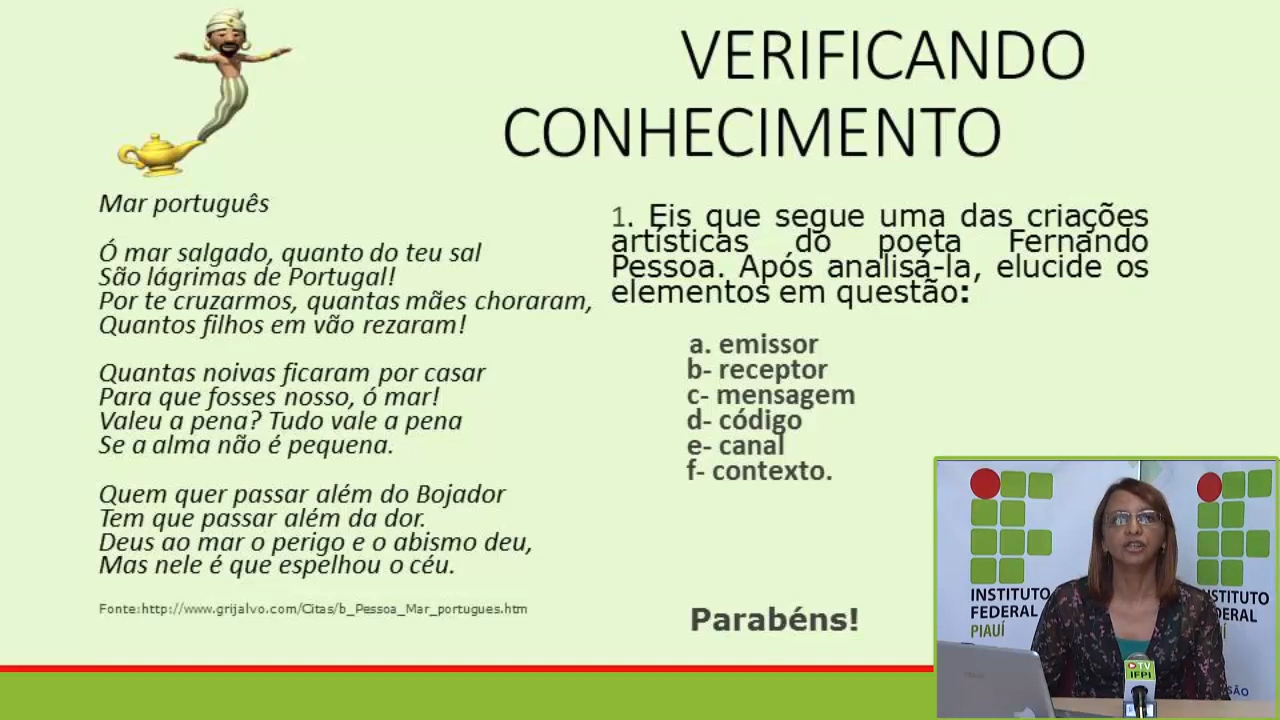 VERIFICANDO
CONHECIMENTO
Mar português
Ó mar salgado, quanto do teu sal
São lágrimas de Portugal!
Por te cruzarmos, quantas mães choraram,
Quantos filhos em vão rezaram!
Quantas noivas ficaram por casar
Para que fosses nosso, ó mar!
Valeu a pena? Tudo vale a pena
Se a alma não é pequena.
Quem quer passar além do Bojador
Tem que passar além da dor.
Deus ao mar o perigo e o abismo deu,
Mas nele é que espelhou o céu.
Fonte:http://www.grijalvo.com/Citas/b_Pessoa_Mar_portugues.htm
1. Eis que segue uma das criações
artísticas do poeta Fernando
Pessoa. Após analisá-la, elucide os
elementos em questão:
a. emissor
b- receptor
c- mensagem
d- código
e- canal
f- contexto.
Parabéns!
INSTITUTO
FEDERAL
PIAUÍ
INSTITUTO
FEDERAL
TV
IFPI